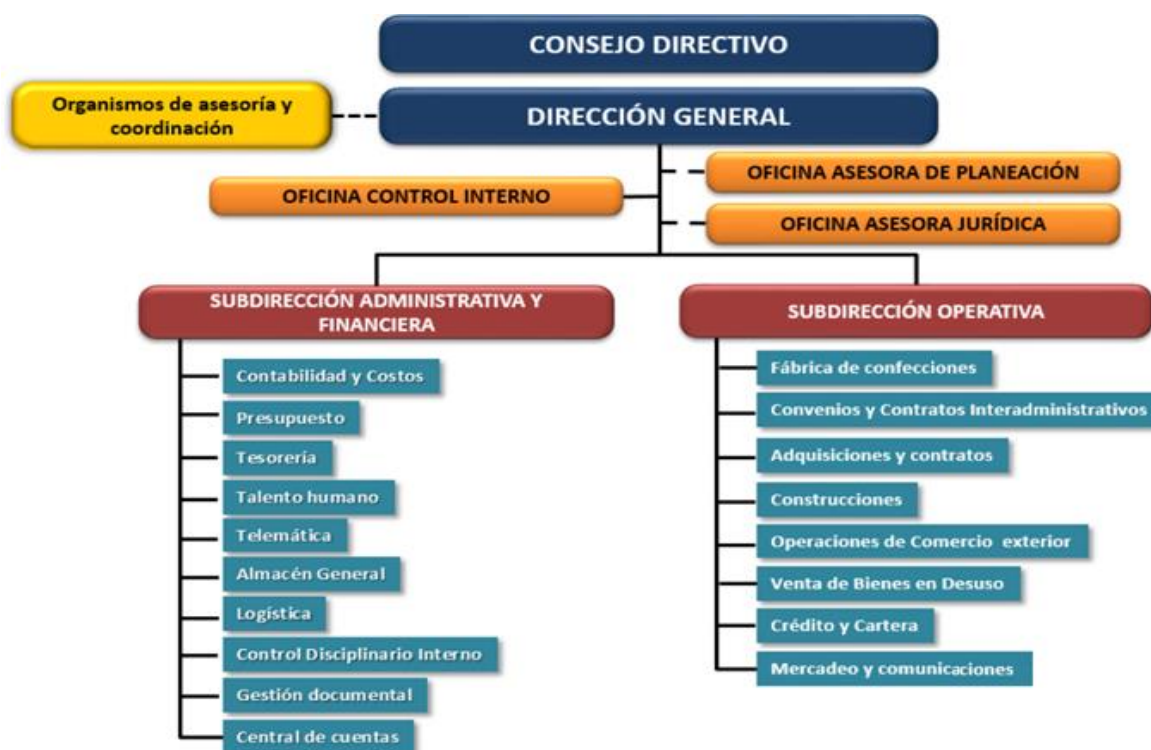 CONSEJO DIRECTIVO
Organismos de asesoría y
coordinación
DIRECCIÓN GENERAL
OFICINA ASESORA DE PLANEACIÓN
OFICINA CONTROL INTERNO
OFICINA ASESORA JURÍDICA
SUBDIRECCIÓN ADMINISTRATIVA Y
FINANCIERA
Contabilidad y Costos
Presupuesto
Tesorería
Talento humano
Telemática
Almacén General
Logística
Control Disciplinario Interno
Gestión documental
Central de cuentas
SUBDIRECCIÓN OPERATIVA
Fábrica de confecciones
Convenios y Contratos Interadministrativos
Adquisiciones y contratos
Construcciones
Operaciones de Comercio exterior
Venta de Bienes en Desuso
Crédito y Cartera
Mercadeo y comunicaciones